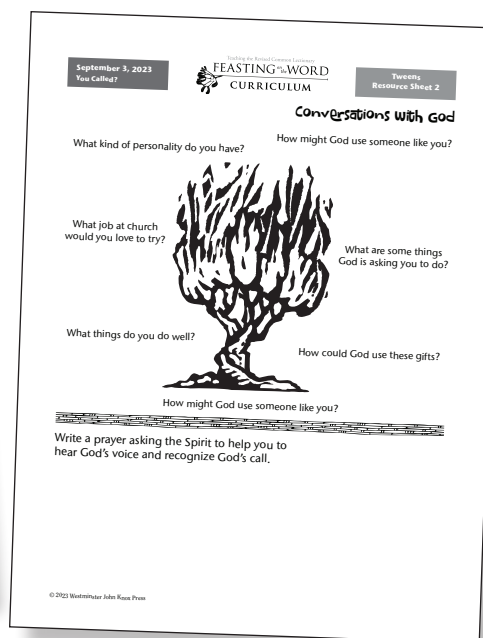 September 3, 2023
You Called?
Teaching the Revised Common Lectionary
FEASTING on the WORD
CURRICULUM
Tweens
Resource Sheet 2
Conversations with God
What kind of personality do you have?
How might God use someone like you?
What job at church
would you love to try?
What are some things
God is asking you to do?
What things do you do well?
How could God use these gifts?
How might God use someone like you?
Write a prayer asking the Spirit to help you to
hear God's voice and recognize God's call.
© 2023 Westminster John Knox Press